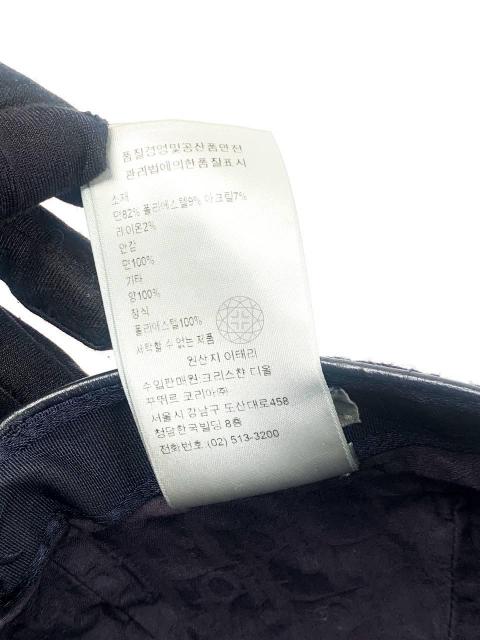 품질경영및공산품안전
관리법에의한품질표시
소재
면82% 폴리에스텔9% 아크릴7%
레이온2%
안감
면100%
기타
양100%
장식
폴리에스텔100%
세탁할 수 없는 제품
원산지 이태리
수입판매원:크리스챤 디올
꾸뛰르 코리아㈜
서울시 강남구 도산대로458
청담한국빌딩 8층
전화번호.(02) 513-3200